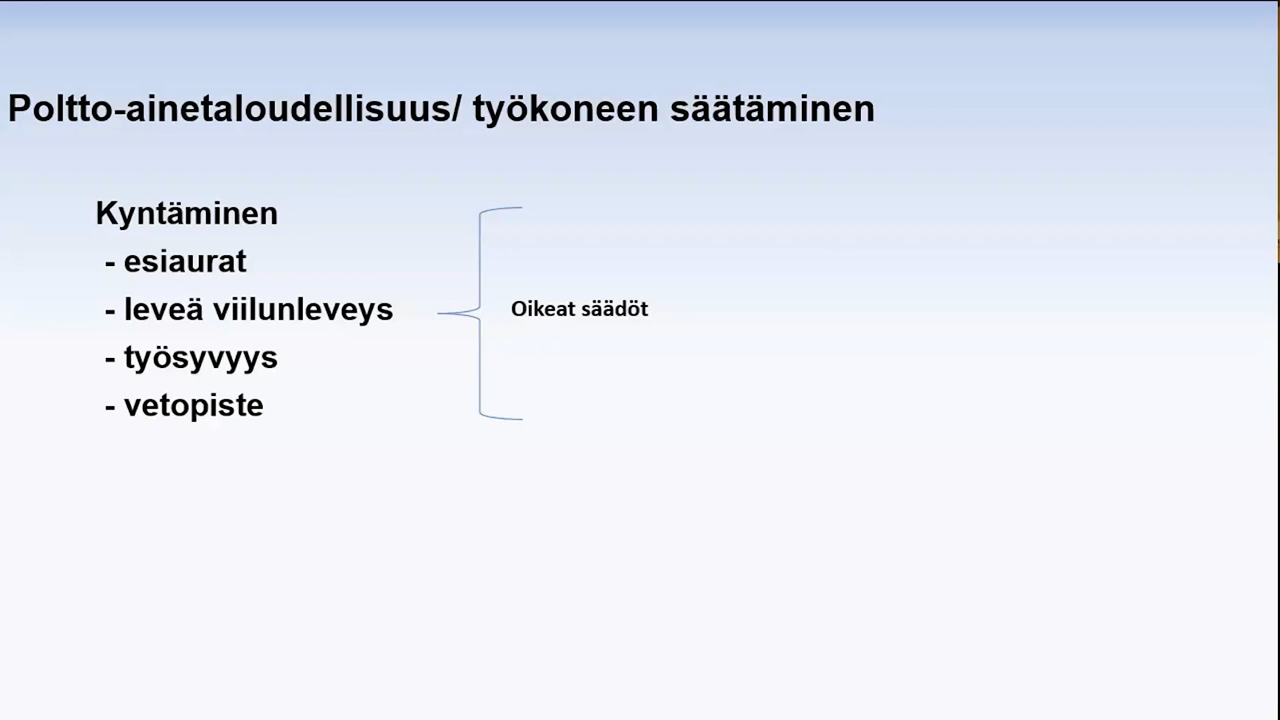 Poltto-ainetaloudellisuus/ työkoneen säätäminen
Kyntäminen
- esiaurat
- leveä viilunleveys
- työsyvyys
- vetopiste
Oikeat säädöt